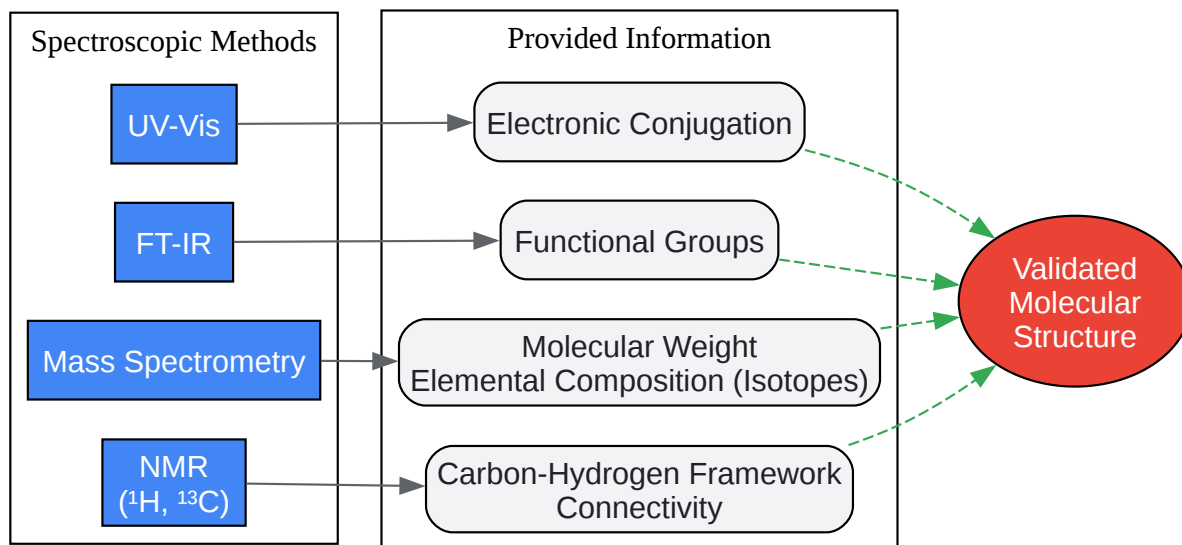 Spectroscopic Methods
Provided Information
UV-Vis
Electronic Conjugation
FT-IR
Functional Groups
Validated
Molecular
Structure
Mass Spectrometry
Molecular Weight
Elemental Composition (Isotopes)
NMR
(¹H, ¹³C)
Carbon-Hydrogen Framework
Connectivity